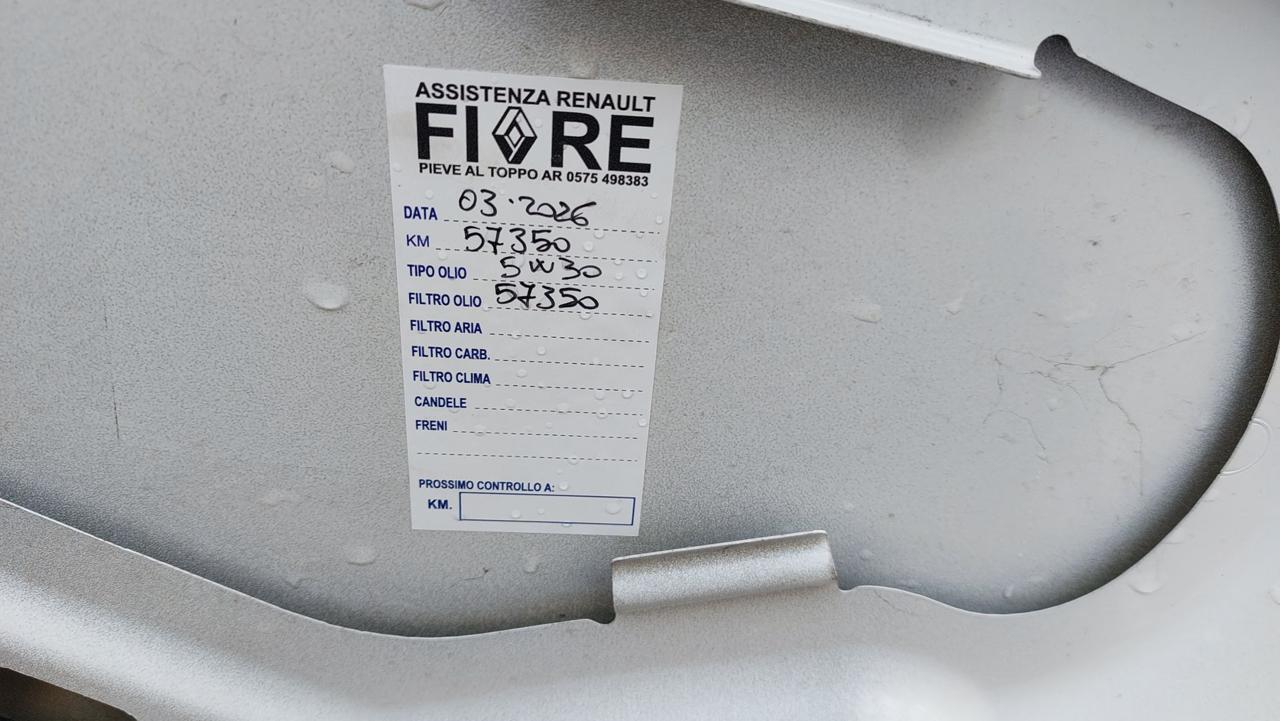 ASSISTENZA RENAULT
FIORE
PIEVE AL TOPPO AR 0575 498383
DATA 03.2026
KM 57350
TIPO OLIO 5W30
FILTRO OLIO 57350
FILTRO ARIA
FILTRO CARB.
FILTRO CLIMA
CANDELE
FRENI
PROSSIMO CONTROLLO A:
KM.